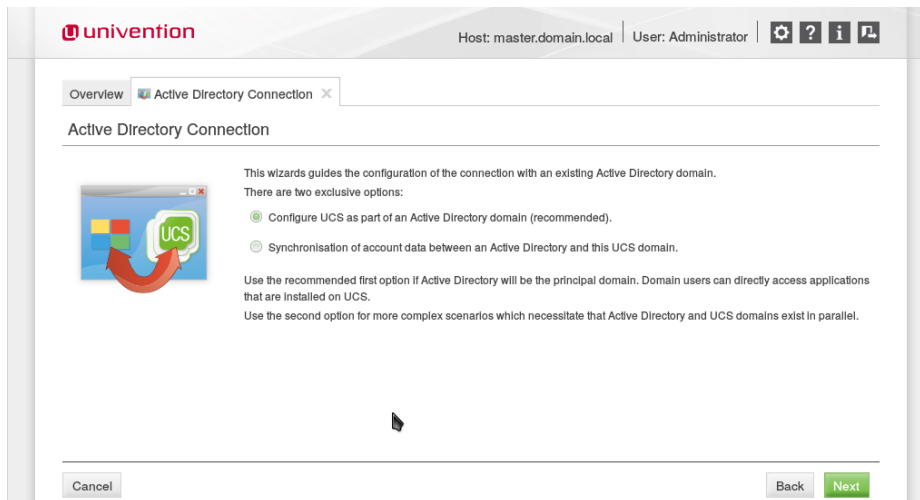 univention
Host: master.domain.local
User: Administrator
Overview
Active Directory Connection
Active Directory Connection
This wizards guides the configuration of the connection with an existing Active Directory domain.
There are two exclusive options:
Configure UCS as part of an Active Directory domain (recommended).
UCS
Synchronisation of account data between an Active Directory and this UCS domain.
Use the recommended first option if Active Directory will be the principal domain. Domain users can directly access applications
that are installed on UCS.
Use the second option for more complex scenarios which necessitate that Active Directory and UCS domains exist in parallel.
Cancel
Back
Next